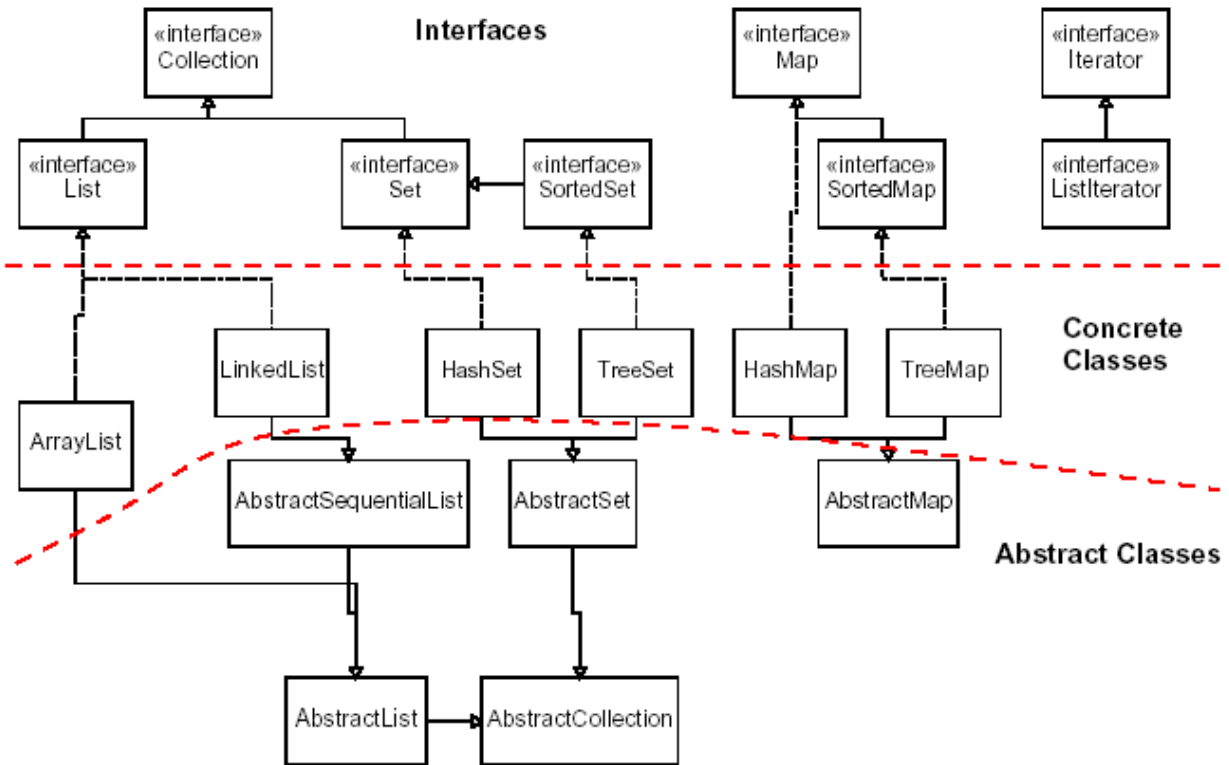 Interfaces
«interface»
Collection
«interface»
Map
«interface»
Iterator
«interface»
List
«interface»
Set
«interface»
SortedSet
«interface»
SortedMap
«interface»
ListIterator
Concrete
Classes
LinkedList
HashSet
TreeSet
HashMap
TreeMap
ArrayList
AbstractSequentialList
AbstractSet
AbstractMap
Abstract Classes
AbstractList
AbstractCollection